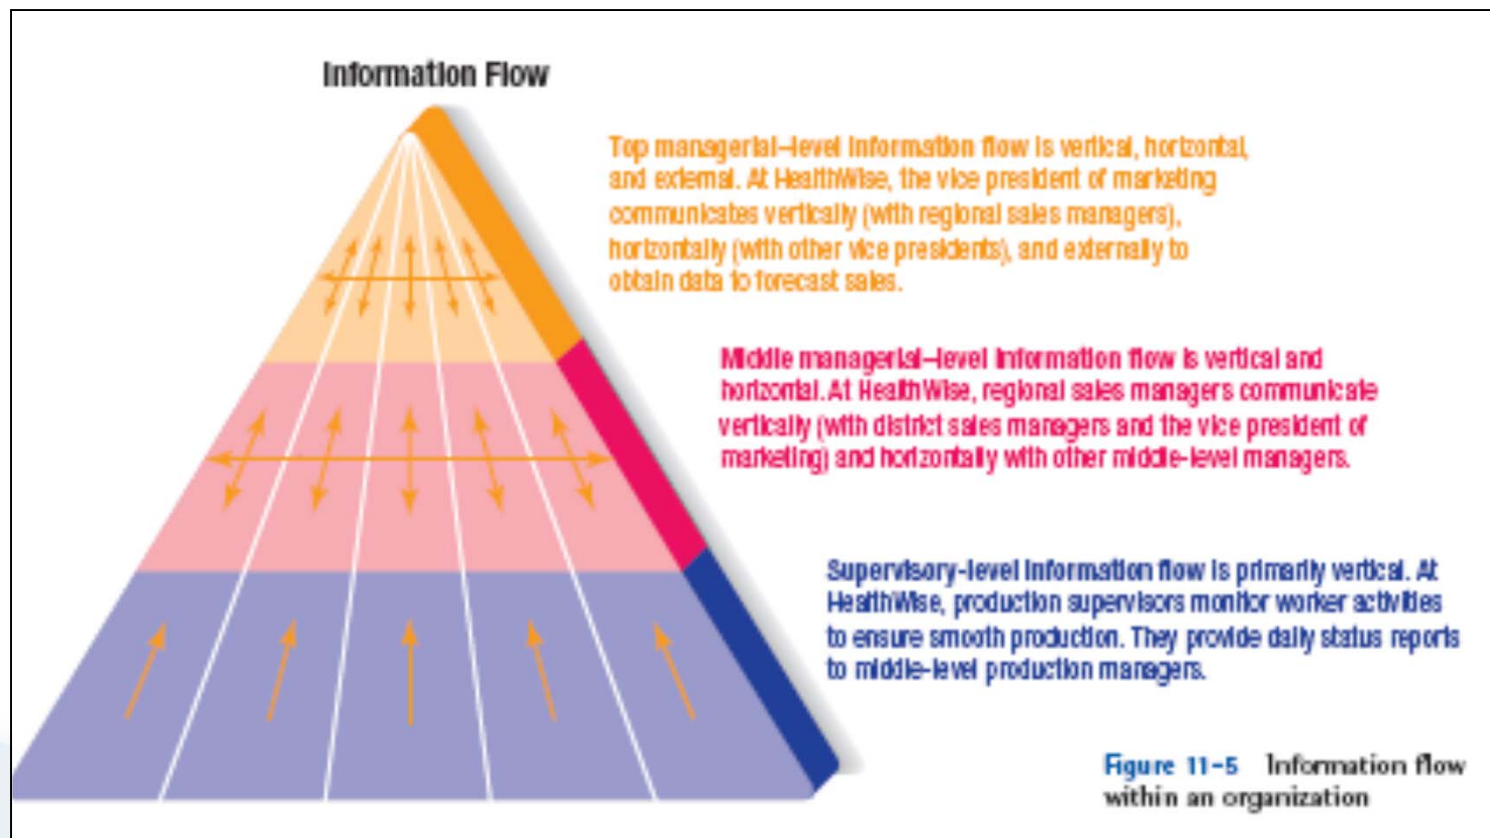 Information Flow
Top managerial–level information flow is vertical, horizontal,
and external. At HealthWise, the vice president of marketing
communicates vertically (with regional sales managers),
horizontally (with other vice presidents), and externally to
obtain data to forecast sales.
Middle managerial–level information flow is vertical and
horizontal. At HealthWise, regional sales managers communicate
vertically (with district sales managers and the vice president of
marketing) and horizontally with other middle-level managers.
Supervisory-level information flow is primarily vertical. At
HealthWise, production supervisors monitor worker activities
to ensure smooth production. They provide daily status reports
to middle-level production managers.
Figure 11-5 Information flow
within an organization